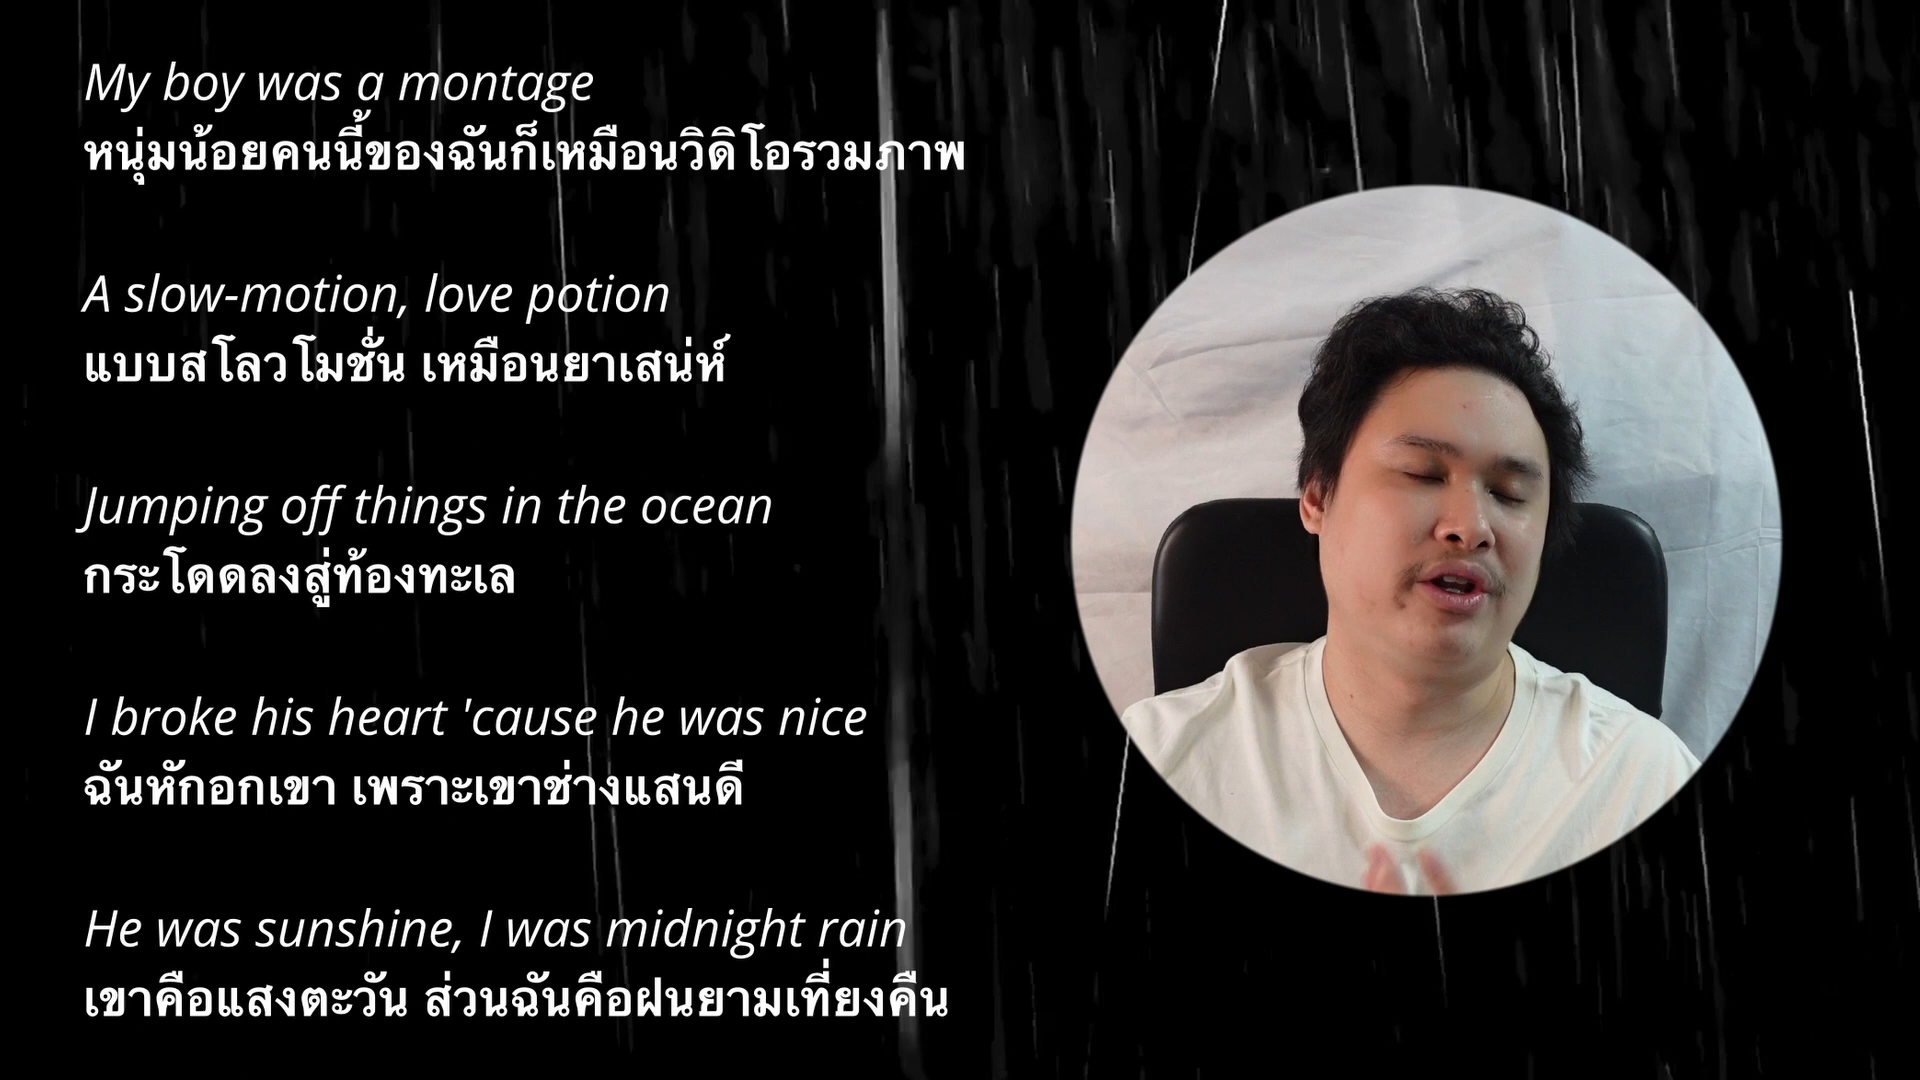 My boy was a montage
หนุ่มน้อยคนนี้ของฉันก็เหมือนวิดิโอรวมภาพ
A slow-motion, love potion
แบบสโลวโมชั่น เหมือนยาเสน่ห์
Jumping off things in the ocean
กระโดดลงสู่ท้องทะเล
I broke his heart 'cause he was nice
ฉันหักอกเขา เพราะเขาช่างแสนดี
He was sunshine, I was midnight rain
เขาคือแสงตะวัน ส่วนฉันคือฝนยามเที่ยงคืน